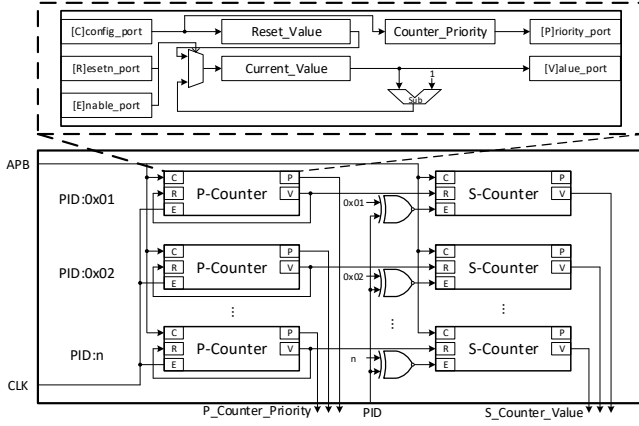 [C]config_port Reset_Value Counter_Priority [P]riority_port
[R]esetn_port Current_Value [V]alue_port
1
[E]nable_port Sub
APB
PID:0x01 C P P-Counter R V E 0x01 C P S-Counter R V E
PID:0x02 C P P-Counter R V E 0x02 C P S-Counter R V E
... ... ...
PID:n C P P-Counter R V E n C P S-Counter R V E
CLK
P_Counter_Priority PID S_Counter_Value